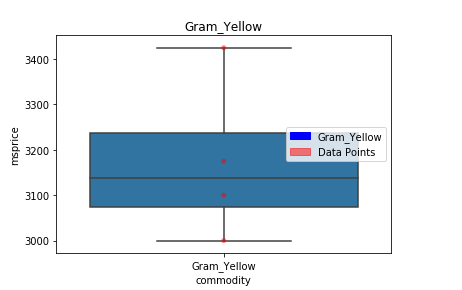 Gram_Yellow
3400
3300
3200
3100
3000
msprice
Gram_Yellow
Data Points
Gram_Yellow
commodity